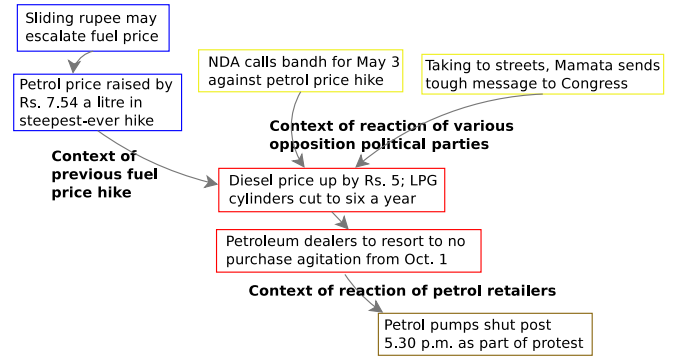 Sliding rupee may
escalate fuel price
NDA calls bandh for May 3
against petrol price hike
Taking to streets, Mamata sends
tough message to Congress
Petrol price raised by
Rs. 7.54 a litre in
steepest-ever hike
Context of reaction of various
opposition political parties
Context of
previous fuel
price hike
Diesel price up by Rs. 5; LPG
cylinders cut to six a year
Petroleum dealers to resort to no
purchase agitation from Oct. 1
Context of reaction of petrol retailers
Petrol pumps shut post
5.30 p.m. as part of protest